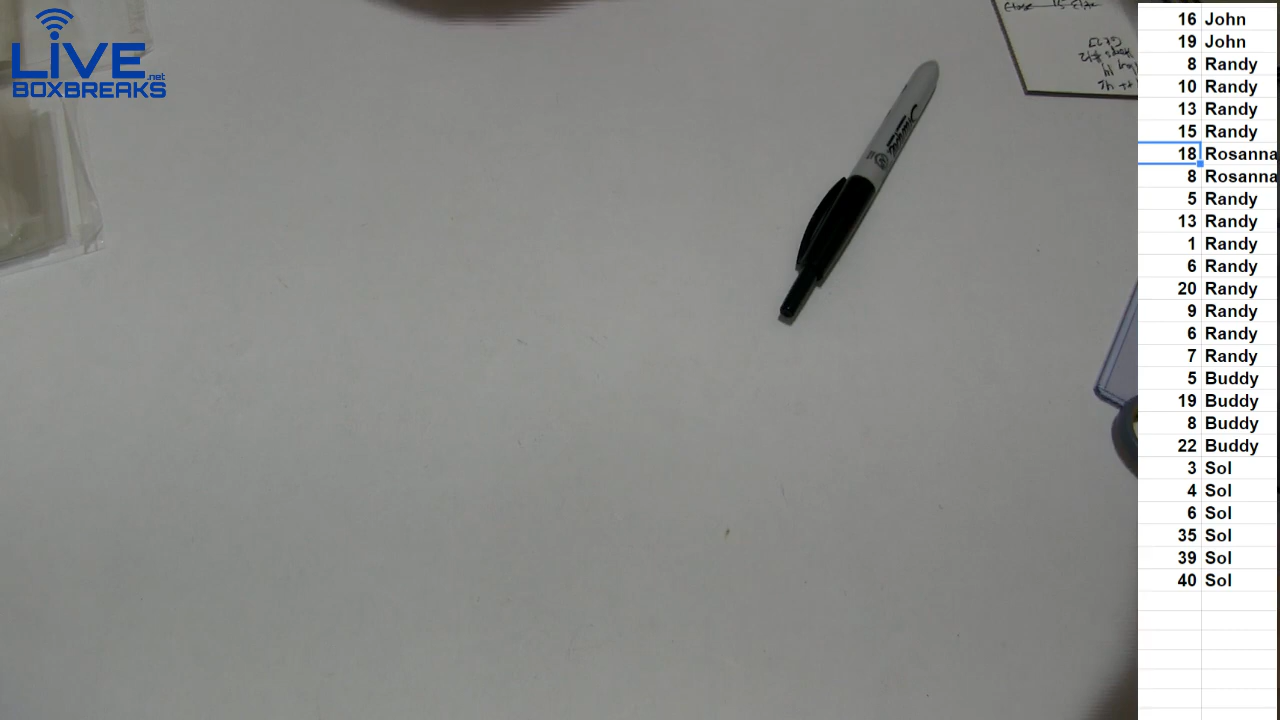 LIVE
.net
BOXBREAKS
Sharpie
16 John
19 John
8 Randy
10 Randy
13 Randy
15 Randy
18 Rosanna
8 Rosanna
5 Randy
13 Randy
1 Randy
6 Randy
20 Randy
9 Randy
6 Randy
7 Randy
5 Buddy
19 Buddy
8 Buddy
22 Buddy
3 Sol
4 Sol
6 Sol
35 Sol
39 Sol
40 Sol